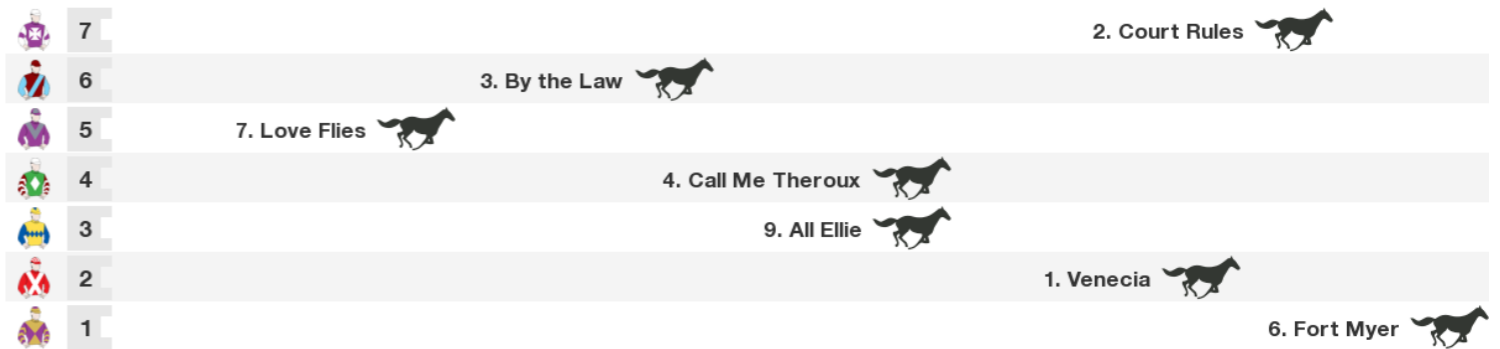 7 2. Court Rules
6 3. By the Law
5 7. Love Flies
4 4. Call Me Theroux
3 9. All Ellie
2 1. Venecia
1 6. Fort Myer